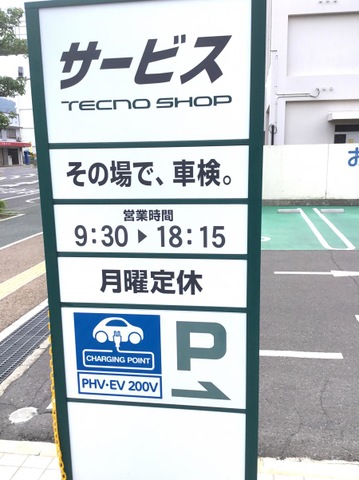 サービス
TECNO SHOP
その場で、車検。
営業時間
9:30 ▶ 18:15
月曜定休
CHARGING POINT
PHV・EV 200V
P
お